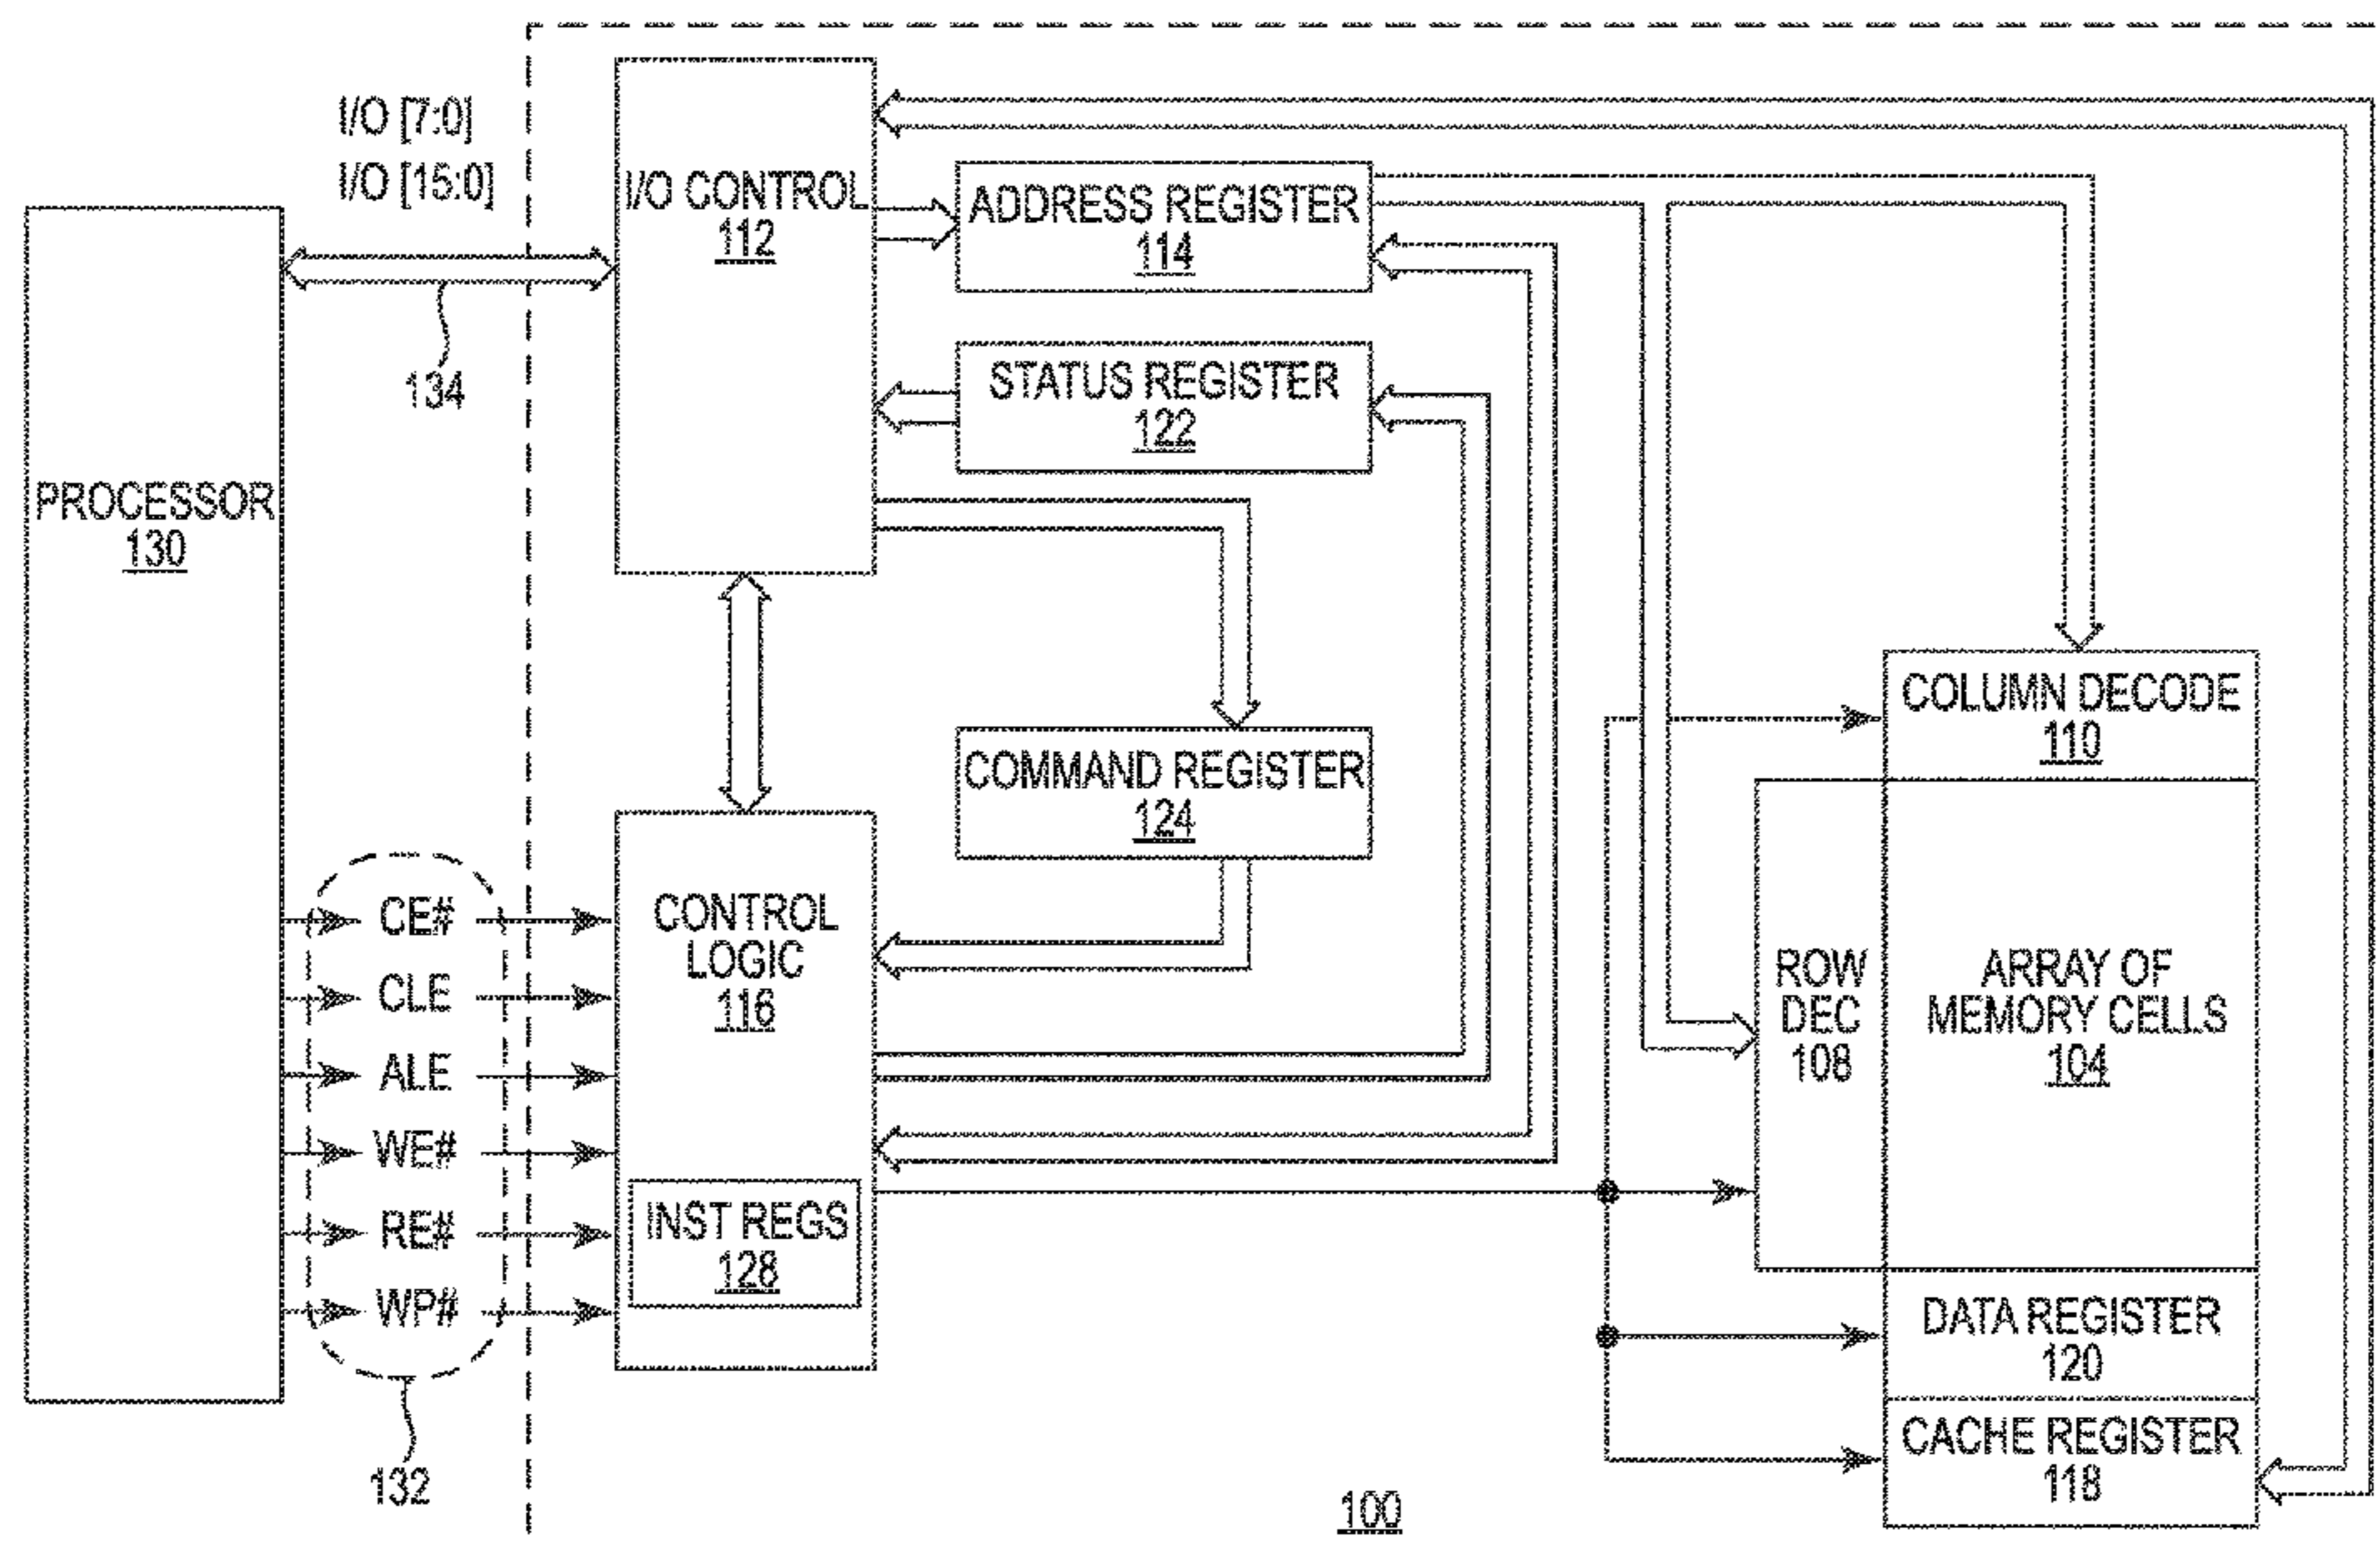 I/O [7:0]
I/O [15:0]
I/O CONTROL
112
ADDRESS REGISTER
114
134
STATUS REGISTER
122
PROCESSOR
130
COLUMN DECODE
110
COMMAND REGISTER
124
CE#
CLE
ALE
WE#
RE#
WP#
132
CONTROL
LOGIC
116
INST REGS
128
ROW
DEC
108
ARRAY OF
MEMORY CELLS
104
DATA REGISTER
120
CACHE REGISTER
118
100